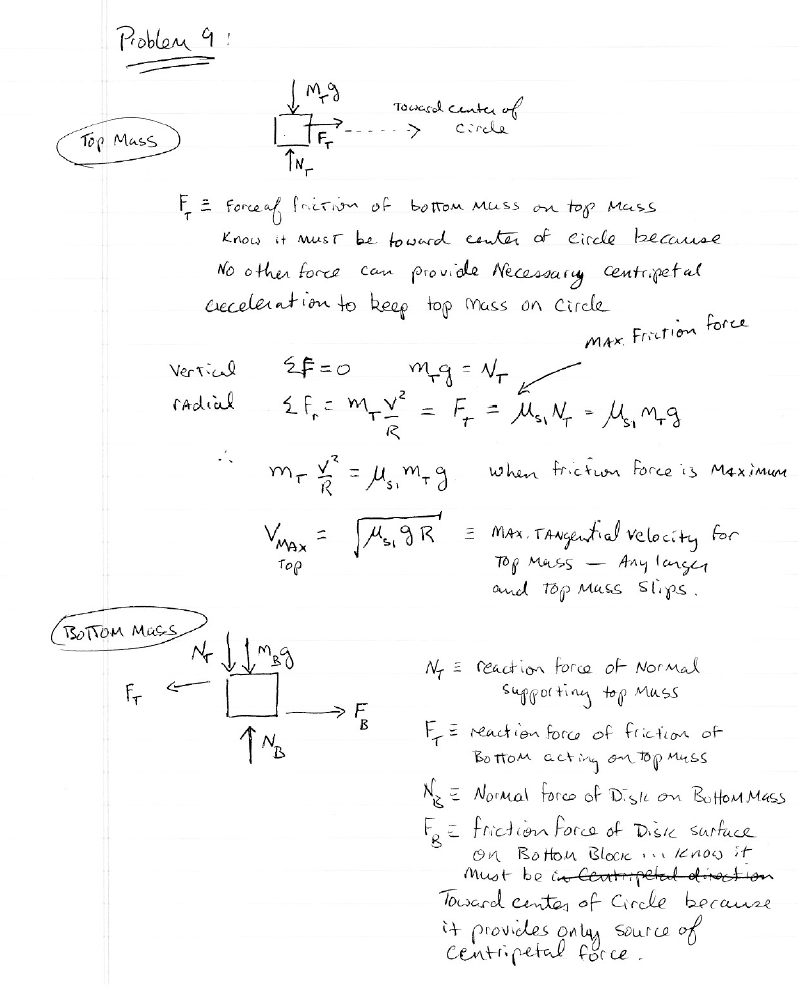 Problem 9:
M_T g
Toward center of
circle
F_T
N_T
Top Mass
F_T ≡ Force of friction of bottom mass on top mass
Know it must be toward center of circle because
No other force can provide necessary centripetal
acceleration to keep top mass on circle
MAX. Friction force
Vertical ΣF = 0 m_T g = N_T
radial ΣF_r = m_T V²/R = F_T = μ_s1 N_T = μ_s1 m_T g
∴ m_T V²/R = μ_s1 m_T g when friction force is MAXIMUM
V_MAX TOP = √(μ_s1 g R) ≡ MAX. TANgential velocity for
Top Mass — Any larger
and Top Mass slips.
Bottom Mass
N_T M_B g
F_T
F_B
N_B
N_T ≡ reaction force of Normal
supporting top mass
F_T ≡ reaction force of friction of
Bottom acting on Top Mass
N_B ≡ Normal force of Disk on Bottom Mass
F_B ≡ friction force of Disk surface
on Bottom Block ... know it
must be in centripetal direction
Toward center of Circle because
it provides only source of
centripetal force.